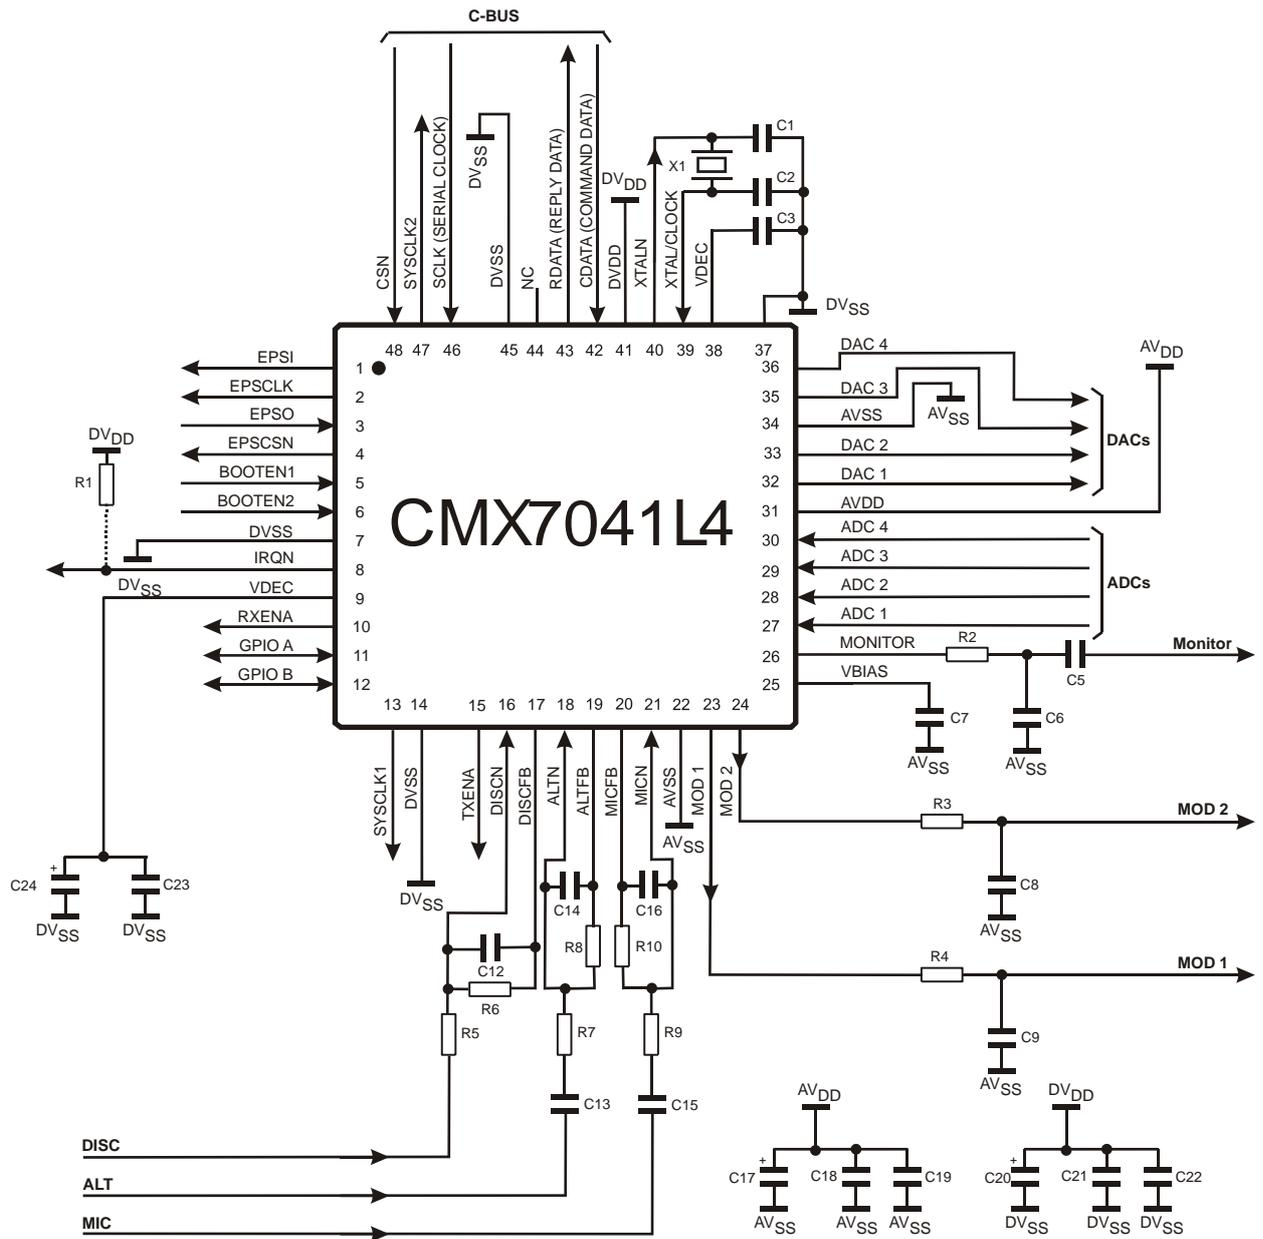 C-BUS
CSN
SYSCLK2
SCLK (SERIAL CLOCK)
DVSS
DVSS
NC
RDATA (REPLY DATA)
CDATA (COMMAND DATA)
DVDD
DVDD
XTALN
XTAL/CLOCK
VDEC
X1
C1
C2
C3
DVSS
48 47 46 45 44 43 42 41 40 39 38 37
EPSI 1
EPSCLK 2
EPSO 3
EPSCSN 4
BOOTEN1 5
BOOTEN2 6
DVSS 7
IRQN 8
VDEC 9
RXENA 10
GPIO A 11
GPIO B 12
DVDD
R1
DVSS
CMX7041L4
36 DAC 4
35 DAC 3
34 AVSS
AVSS
33 DAC 2
32 DAC 1
31 AVDD
30 ADC 4
29 ADC 3
28 ADC 2
27 ADC 1
26 MONITOR
25 VBIAS
AVDD
DACs
ADCs
R2
C5
Monitor
C7
C6
AVSS
AVSS
13 14 15 16 17 18 19 20 21 22 23 24
SYSCLK1
DVSS
TXENA
DISCN
DISCFB
ALTN
ALTFB
MICFB
MICN
AVSS
MOD 1
MOD 2
AVSS
DVSS
R3
MOD 2
C8
AVSS
+
C24
C23
DVSS
DVSS
C14
C16
R8
R10
C12
R6
R5
R7
R9
C13
C15
R4
MOD 1
C9
AVSS
DISC
ALT
MIC
AVDD
+
C17
C18
C19
AVSS
AVSS
AVSS
DVDD
+
C20
C21
C22
DVSS
DVSS
DVSS